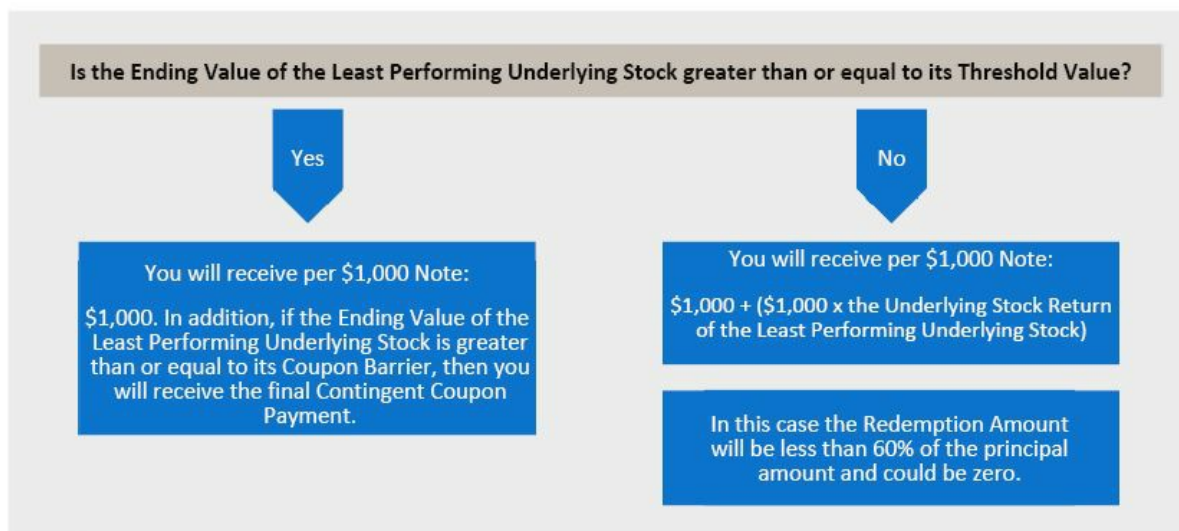 Is the Ending Value of the Least Performing Underlying Stock greater than or equal to its Threshold Value?
Yes
No
You will receive per $1,000 Note:
$1,000. In addition, if the Ending Value of the
Least Performing Underlying Stock is greater
than or equal to its Coupon Barrier, then you
will receive the final Contingent Coupon
Payment.
You will receive per $1,000 Note:
$1,000 + ($1,000 x the Underlying Stock Return
of the Least Performing Underlying Stock)
In this case the Redemption Amount
will be less than 60% of the principal
amount and could be zero.